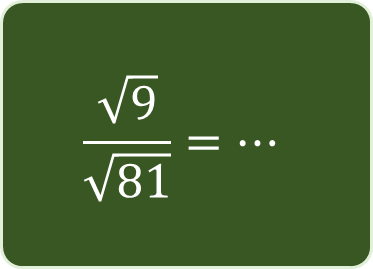 √9
√81 = ...